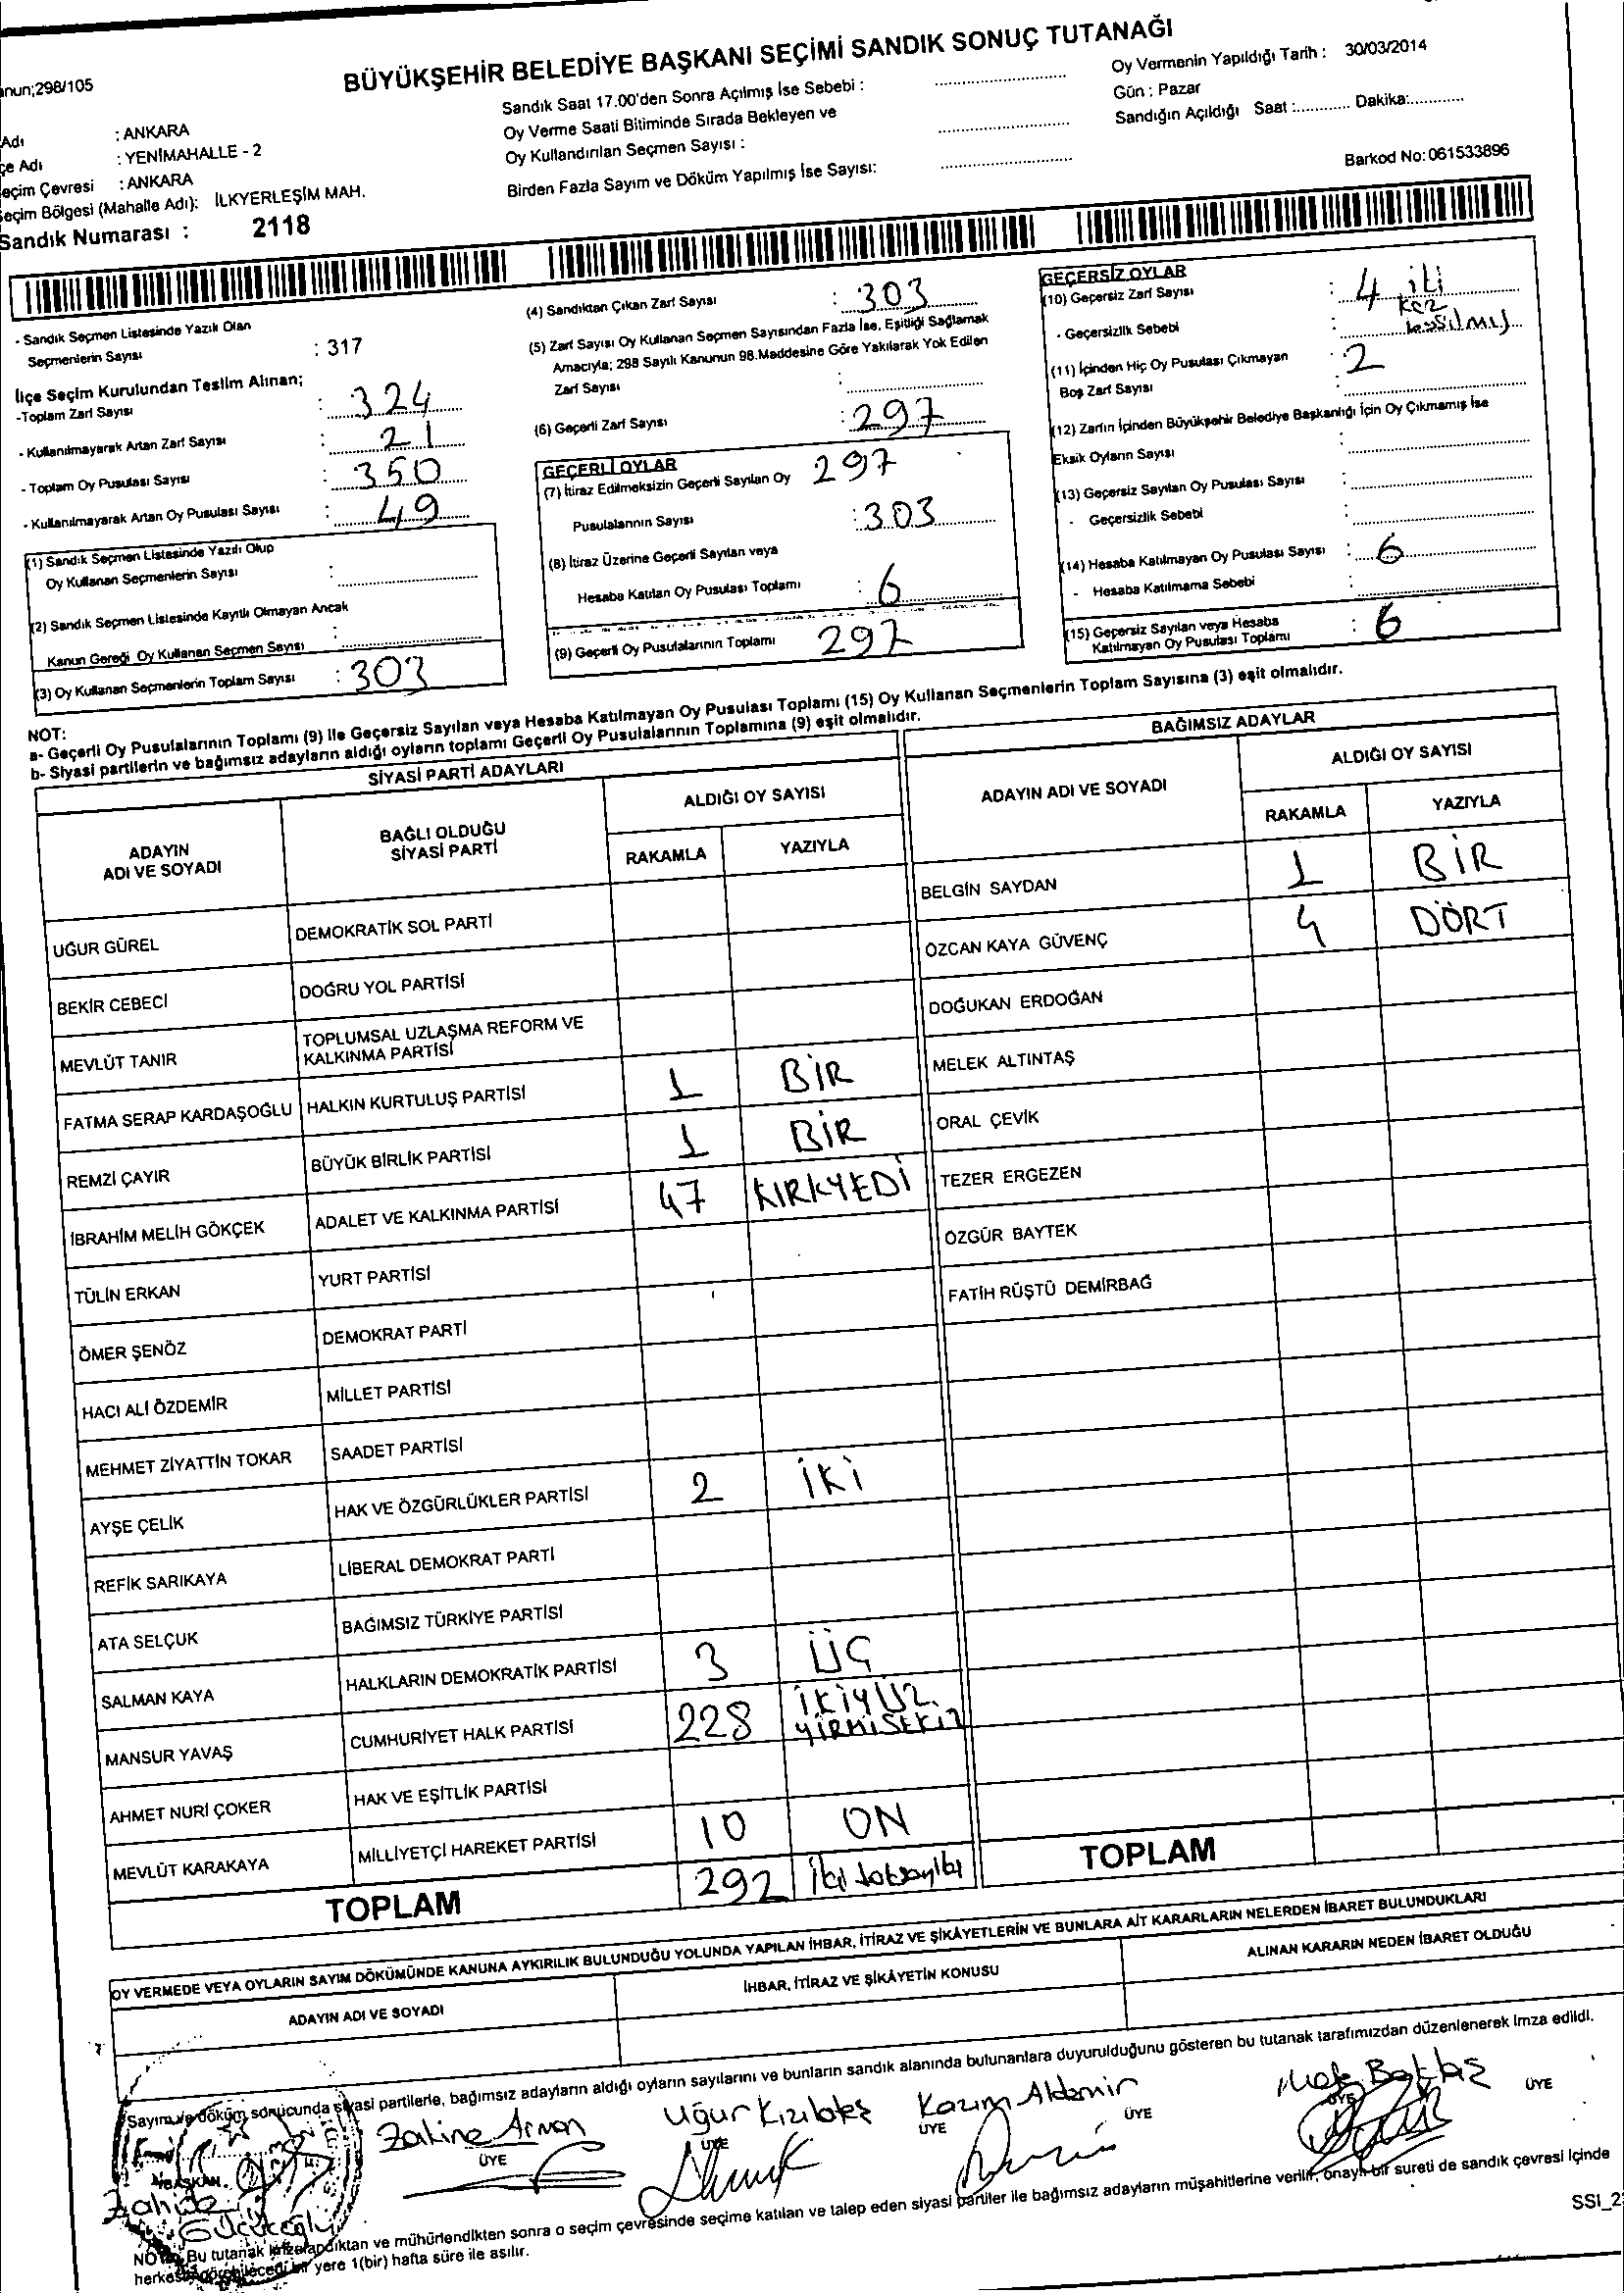 BÜYÜKŞEHİR BELEDİYE BAŞKANI SEÇİMİ SANDIK SONUÇ TUTANAĞI
anun;298/105
Adı : ANKARA
çe Adı : YENİMAHALLE - 2
eçim Çevresi : ANKARA
eçim Bölgesi (Mahalle Adı): İLKYERLEŞİM MAH.
Sandık Numarası : 2118
Sandık Saat 17.00'den Sonra Açılmış İse Sebebi :
Oy Verme Saati Bitiminde Sırada Bekleyen ve
Oy Kullandırılan Seçmen Sayısı :
Birden Fazla Sayım ve Döküm Yapılmış İse Sayısı:
Oy Vermenin Yapıldığı Tarih : 30/03/2014
Gün : Pazar
Sandığın Açıldığı Saat :............ Dakika:............
Barkod No: 061533896
- Sandık Seçmen Listesinde Yazılı Olan
Seçmenlerin Sayısı : 317
İlçe Seçim Kurulundan Teslim Alınan;
-Toplam Zarf Sayısı : 324
- Kullanılmayarak Artan Zarf Sayısı : 21
- Toplam Oy Pusulası Sayısı : 350
- Kullanılmayarak Artan Oy Pusulası Sayısı : 49
(1) Sandık Seçmen Listesinde Yazılı Olup
Oy Kullanan Seçmenlerin Sayısı :
(2) Sandık Seçmen Listesinde Kayıtlı Olmayan Ancak
Kanun Gereği Oy Kullanan Seçmen Sayısı :
(3) Oy Kullanan Seçmenlerin Toplam Sayısı : 303
(4) Sandıktan Çıkan Zarf Sayısı : 303
(5) Zarf Sayısı Oy Kullanan Seçmen Sayısından Fazla İse, Eşitliği Sağlamak
Amacıyla; 298 Sayılı Kanunun 98.Maddesine Göre Yakılarak Yok Edilen
Zarf Sayısı :
(6) Geçerli Zarf Sayısı : 297
GEÇERLİ OYLAR
(7) İtiraz Edilmeksizin Geçerli Sayılan Oy 297
Pusulalarının Sayısı : 303
(8) İtiraz Üzerine Geçerli Sayılan veya
Hesaba Katılan Oy Pusulası Toplamı : 6
(9) Geçerli Oy Pusulalarının Toplamı 297
GEÇERSİZ OYLAR
(10) Geçersiz Zarf Sayısı : 4 iki
kez
- Geçersizlik Sebebi : basılmış
(11) İçinden Hiç Oy Pusulası Çıkmayan
Boş Zarf Sayısı : 2
(12) Zarfın İçinden Büyükşehir Belediye Başkanlığı İçin Oy Çıkmamış İse
Eksik Oyların Sayısı :
(13) Geçersiz Sayılan Oy Pusulası Sayısı :
- Geçersizlik Sebebi :
(14) Hesaba Katılmayan Oy Pusulası Sayısı : 6
- Hesaba Katılmama Sebebi :
(15) Geçersiz Sayılan veya Hesaba
Katılmayan Oy Pusulası Toplamı : 6
NOT:
a- Geçerli Oy Pusulalarının Toplamı (9) ile Geçersiz Sayılan veya Hesaba Katılmayan Oy Pusulası Toplamı (15) Oy Kullanan Seçmenlerin Toplam Sayısına (3) eşit olmalıdır.
b- Siyasi partilerin ve bağımsız adayların aldığı oyların toplamı Geçerli Oy Pusulalarının Toplamına (9) eşit olmalıdır.
SİYASİ PARTİ ADAYLARI
ADAYIN
ADI VE SOYADI
BAĞLI OLDUĞU
SİYASİ PARTİ
ALDIĞI OY SAYISI
RAKAMLA YAZIYLA
UĞUR GÜREL DEMOKRATİK SOL PARTİ
BEKİR CEBECİ DOĞRU YOL PARTİSİ
MEVLÜT TANIR TOPLUMSAL UZLAŞMA REFORM VE
KALKINMA PARTİSİ
FATMA SERAP KARDAŞOĞLU HALKIN KURTULUŞ PARTİSİ 1 BİR
REMZİ ÇAYIR BÜYÜK BİRLİK PARTİSİ 1 BİR
İBRAHİM MELİH GÖKÇEK ADALET VE KALKINMA PARTİSİ 47 KIRKYEDİ
TÜLİN ERKAN YURT PARTİSİ
ÖMER ŞENÖZ DEMOKRAT PARTİ
HACI ALİ ÖZDEMİR MİLLET PARTİSİ
MEHMET ZİYATTİN TOKAR SAADET PARTİSİ
AYŞE ÇELİK HAK VE ÖZGÜRLÜKLER PARTİSİ 2 İKİ
REFİK SARIKAYA LİBERAL DEMOKRAT PARTİ
ATA SELÇUK BAĞIMSIZ TÜRKİYE PARTİSİ
SALMAN KAYA HALKLARIN DEMOKRATİK PARTİSİ 3 ÜÇ
MANSUR YAVAŞ CUMHURİYET HALK PARTİSİ 228 İKİYÜZ
YİRMİSEKİZ
AHMET NURİ ÇOKER HAK VE EŞİTLİK PARTİSİ
MEVLÜT KARAKAYA MİLLİYETÇİ HAREKET PARTİSİ 10 ON
TOPLAM 292
BAĞIMSIZ ADAYLAR
ADAYIN ADI VE SOYADI
ALDIĞI OY SAYISI
RAKAMLA YAZIYLA
BELGİN SAYDAN 1 BİR
ÖZCAN KAYA GÜVENÇ 4 DÖRT
DOĞUKAN ERDOĞAN
MELEK ALTINTAŞ
ORAL ÇEVİK
TEZER ERGEZEN
ÖZGÜR BAYTEK
FATİH RÜŞTÜ DEMİRBAĞ
TOPLAM
OY VERMEDE VEYA OYLARIN SAYIM DÖKÜMÜNDE KANUNA AYKIRILIK BULUNDUĞU YOLUNDA YAPILAN İHBAR, İTİRAZ VE ŞİKAYETLERİN VE BUNLARA AİT KARARLARIN NELERDEN İBARET BULUNDUKLARI
ADAYIN ADI VE SOYADI İHBAR, İTİRAZ VE ŞİKAYETİN KONUSU ALINAN KARARIN NEDEN İBARET OLDUĞU
Sayım ve döküm sonucunda siyasi partilerle, bağımsız adayların aldığı oyların sayılarını ve bunların sandık alanında bulunanlara duyurulduğunu gösteren bu tutanak tarafımızdan düzenlenerek imza edildi.
BAŞKAN
Zahide
ÜYE ÜYE ÜYE ÜYE ÜYE ÜYE
Uğur Kızılateş
Kazım Akdemir
NOT: Bu tutanak imzalandıktan ve mühürlendikten sonra o seçim çevresinde seçime katılan ve talep eden siyasi partiler ile bağımsız adayların müşahitlerine verilir, onaylı bir sureti de sandık çevresi içinde
herkesin görebileceği bir yere 1(bir) hafta süre ile asılır.
SSI_2